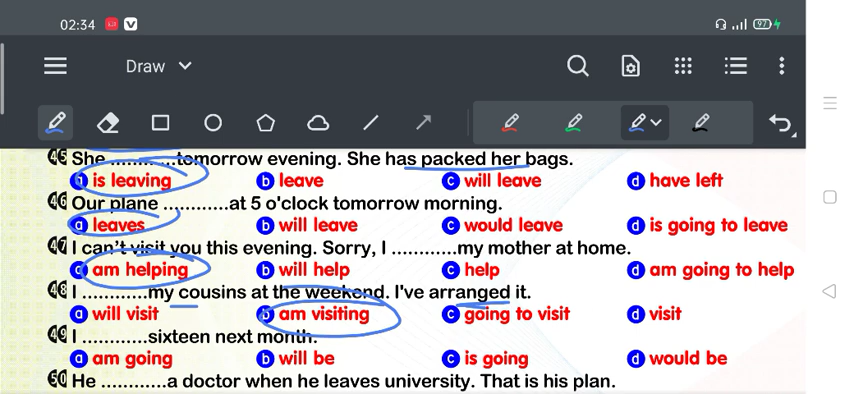 02:34 97
Draw
45 She ............tomorrow evening. She has packed her bags.
a is leaving b leave c will leave d have left
46 Our plane ............at 5 o'clock tomorrow morning.
a leaves b will leave c would leave d is going to leave
47 I can't visit you this evening. Sorry, I ............my mother at home.
a am helping b will help c help d am going to help
48 I ............my cousins at the weekend. I've arranged it.
a will visit b am visiting c going to visit d visit
49 I ............sixteen next month.
a am going b will be c is going d would be
50 He ............a doctor when he leaves university. That is his plan.